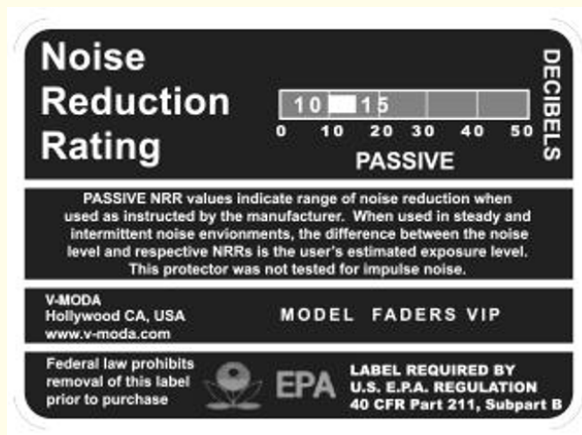 Noise
Reduction
Rating
DECIBELS
10 15
0 10 20 30 40 50
PASSIVE
PASSIVE NRR values indicate range of noise reduction when
used as instructed by the manufacturer. When used in steady and
intermittent noise envionments, the difference between the noise
level and respective NRRs is the user's estimated exposure level.
This protector was not tested for impulse noise.
V-MODA
Hollywood CA, USA
www.v-moda.com
MODEL FADERS VIP
Federal law prohibits
removal of this label
prior to purchase
EPA
LABEL REQUIRED BY
U.S. E.P.A. REGULATION
40 CFR Part 211, Subpart B